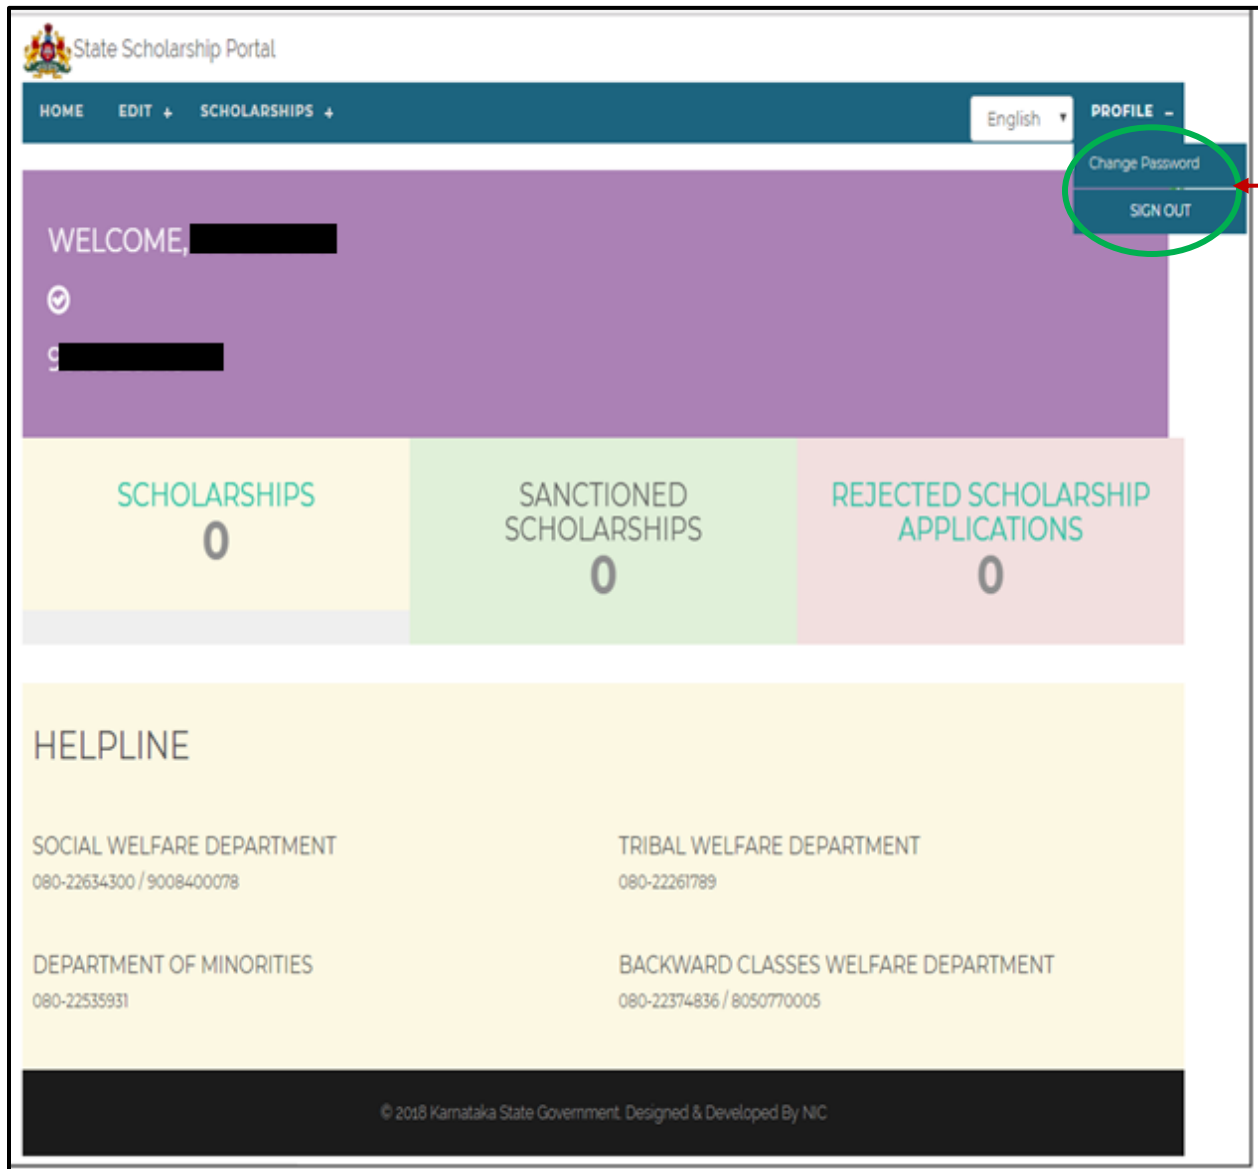 State Scholarship Portal
HOME EDIT + SCHOLARSHIPS + English PROFILE –
Change Password
SIGN OUT
WELCOME,
9
SCHOLARSHIPS
0
SANCTIONED
SCHOLARSHIPS
0
REJECTED SCHOLARSHIP
APPLICATIONS
0
HELPLINE
SOCIAL WELFARE DEPARTMENT
080-22634300 / 9008400078
TRIBAL WELFARE DEPARTMENT
080-22261789
DEPARTMENT OF MINORITIES
080-22535931
BACKWARD CLASSES WELFARE DEPARTMENT
080-22374836 / 8050770005
© 2018 Karnataka State Government. Designed & Developed By NIC